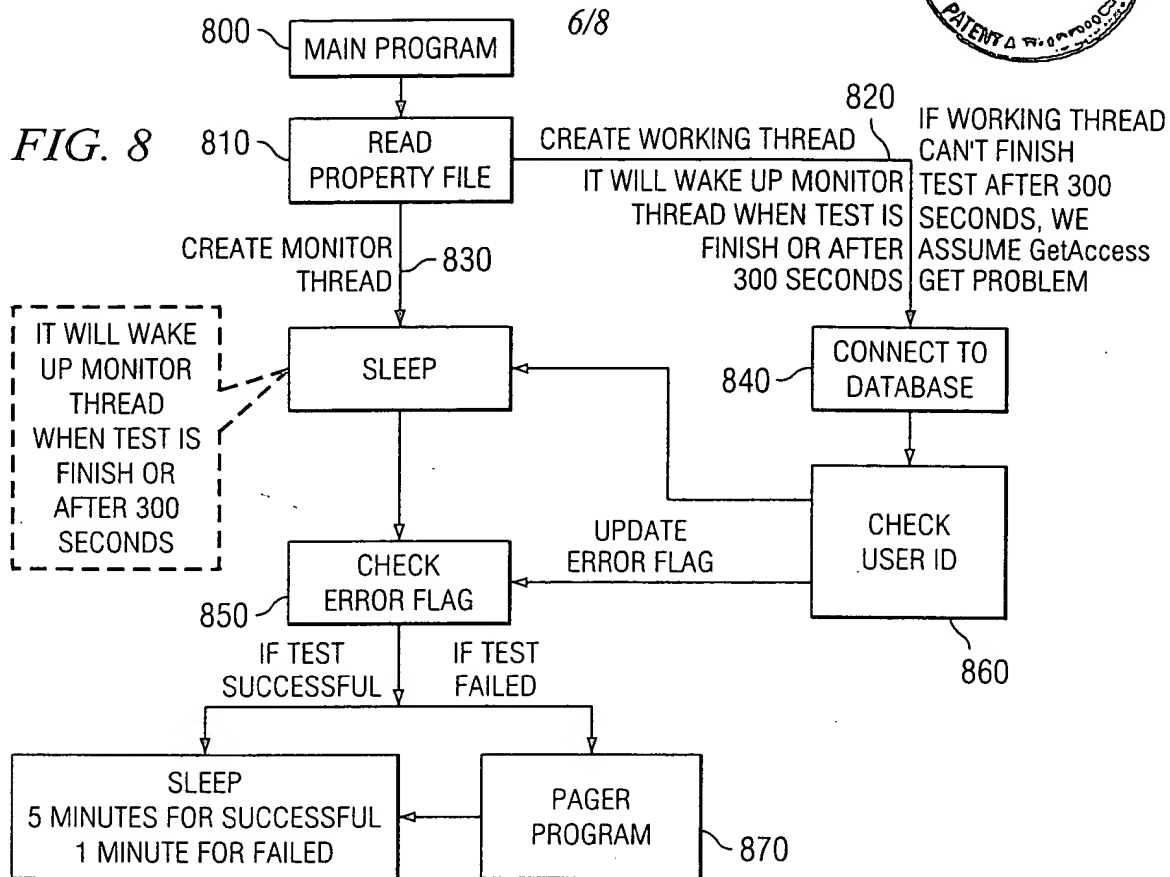 6/8
PATENT
800
MAIN PROGRAM
FIG. 8
810
READ
PROPERTY FILE
CREATE WORKING THREAD
820
IT WILL WAKE UP MONITOR
THREAD WHEN TEST IS
FINISH OR AFTER
300 SECONDS
IF WORKING THREAD
CAN'T FINISH
TEST AFTER 300
SECONDS, WE
ASSUME GetAccess
GET PROBLEM
CREATE MONITOR
THREAD
830
IT WILL WAKE
UP MONITOR
THREAD
WHEN TEST IS
FINISH OR
AFTER 300
SECONDS
SLEEP
840
CONNECT TO
DATABASE
CHECK
USER ID
860
UPDATE
ERROR FLAG
CHECK
ERROR FLAG
850
IF TEST
SUCCESSFUL
IF TEST
FAILED
SLEEP
5 MINUTES FOR SUCCESSFUL
1 MINUTE FOR FAILED
PAGER
PROGRAM
870